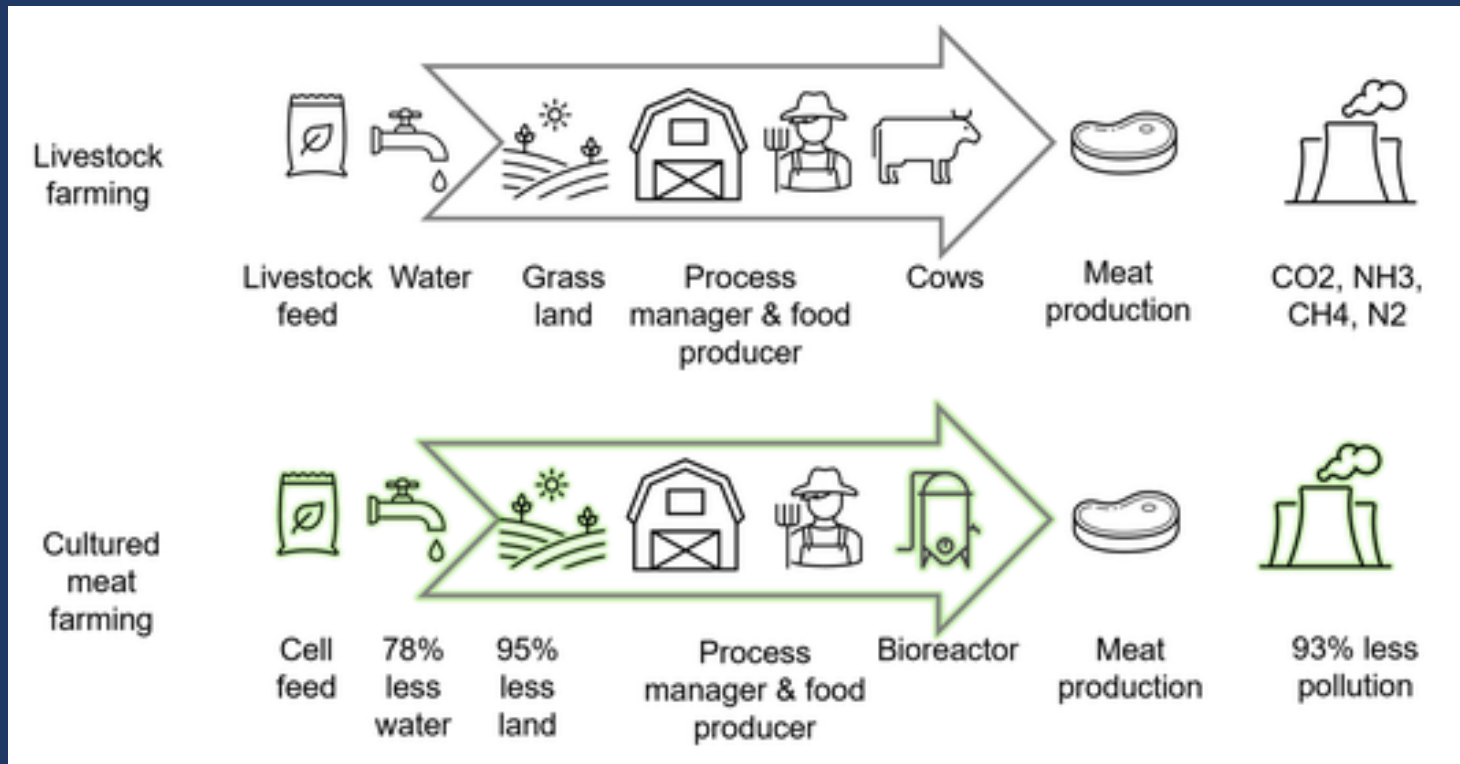 Livestock
farming
Livestock
feed
Water
Grass
land
Process
manager & food
producer
Cows
Meat
production
CO2, NH3,
CH4, N2
Cultured
meat
farming
Cell
feed
78%
less
water
95%
less
land
Process
manager & food
producer
Bioreactor
Meat
production
93% less
pollution